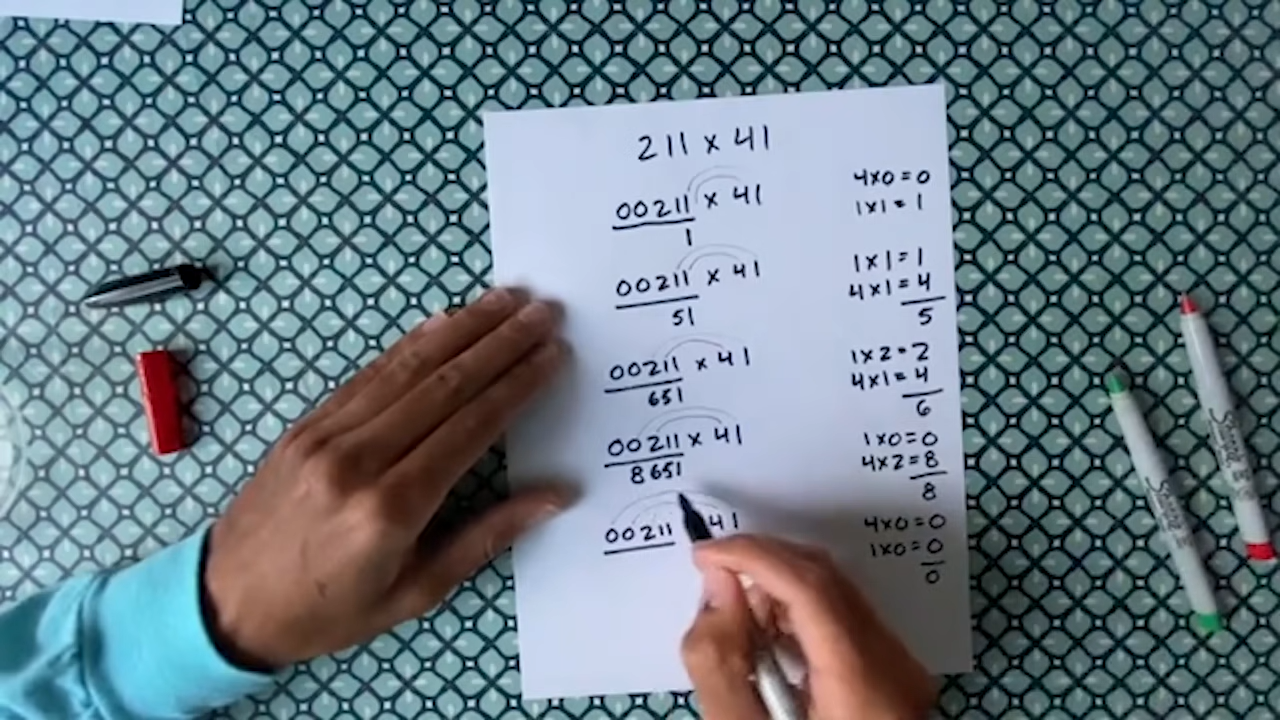 211 x 41
00211 x 41
1
4x0=0
1x1=1
00211 x 41
51
1x1=1
4x1=4
5
00211 x 41
651
1x2=2
4x1=4
6
00211 x 41
8651
1x0=0
4x2=8
8
00211 41
4x0=0
1x0=0
0
Sharpie
Sharpie